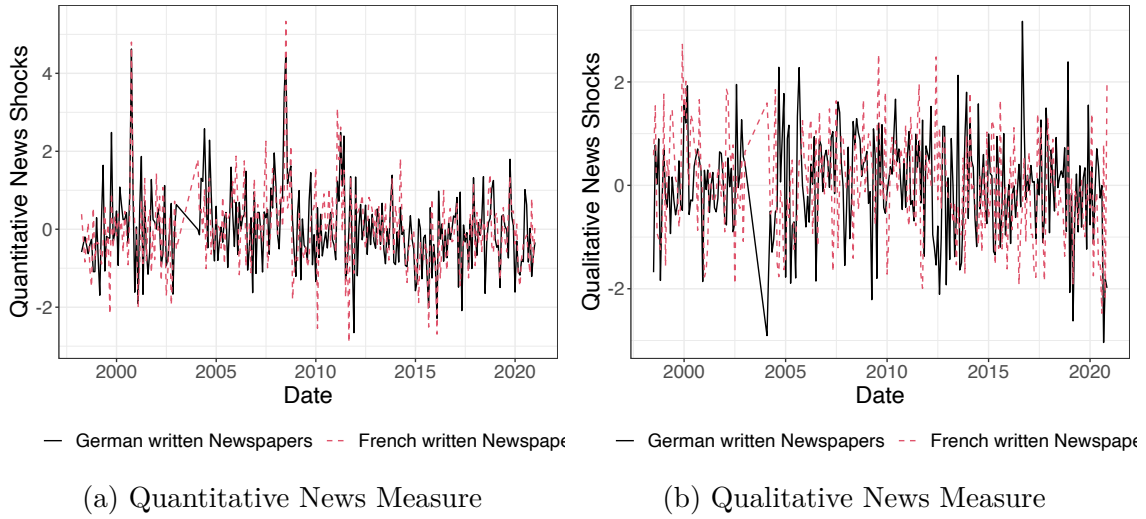 Quantitative News Shocks
4
2
0
-2
2000 2005 2010 2015 2020
Date
German written Newspapers French written Newspape
(a) Quantitative News Measure
Qualitative News Shocks
2
0
-2
2000 2005 2010 2015 2020
Date
German written Newspapers French written Newspape
(b) Qualitative News Measure